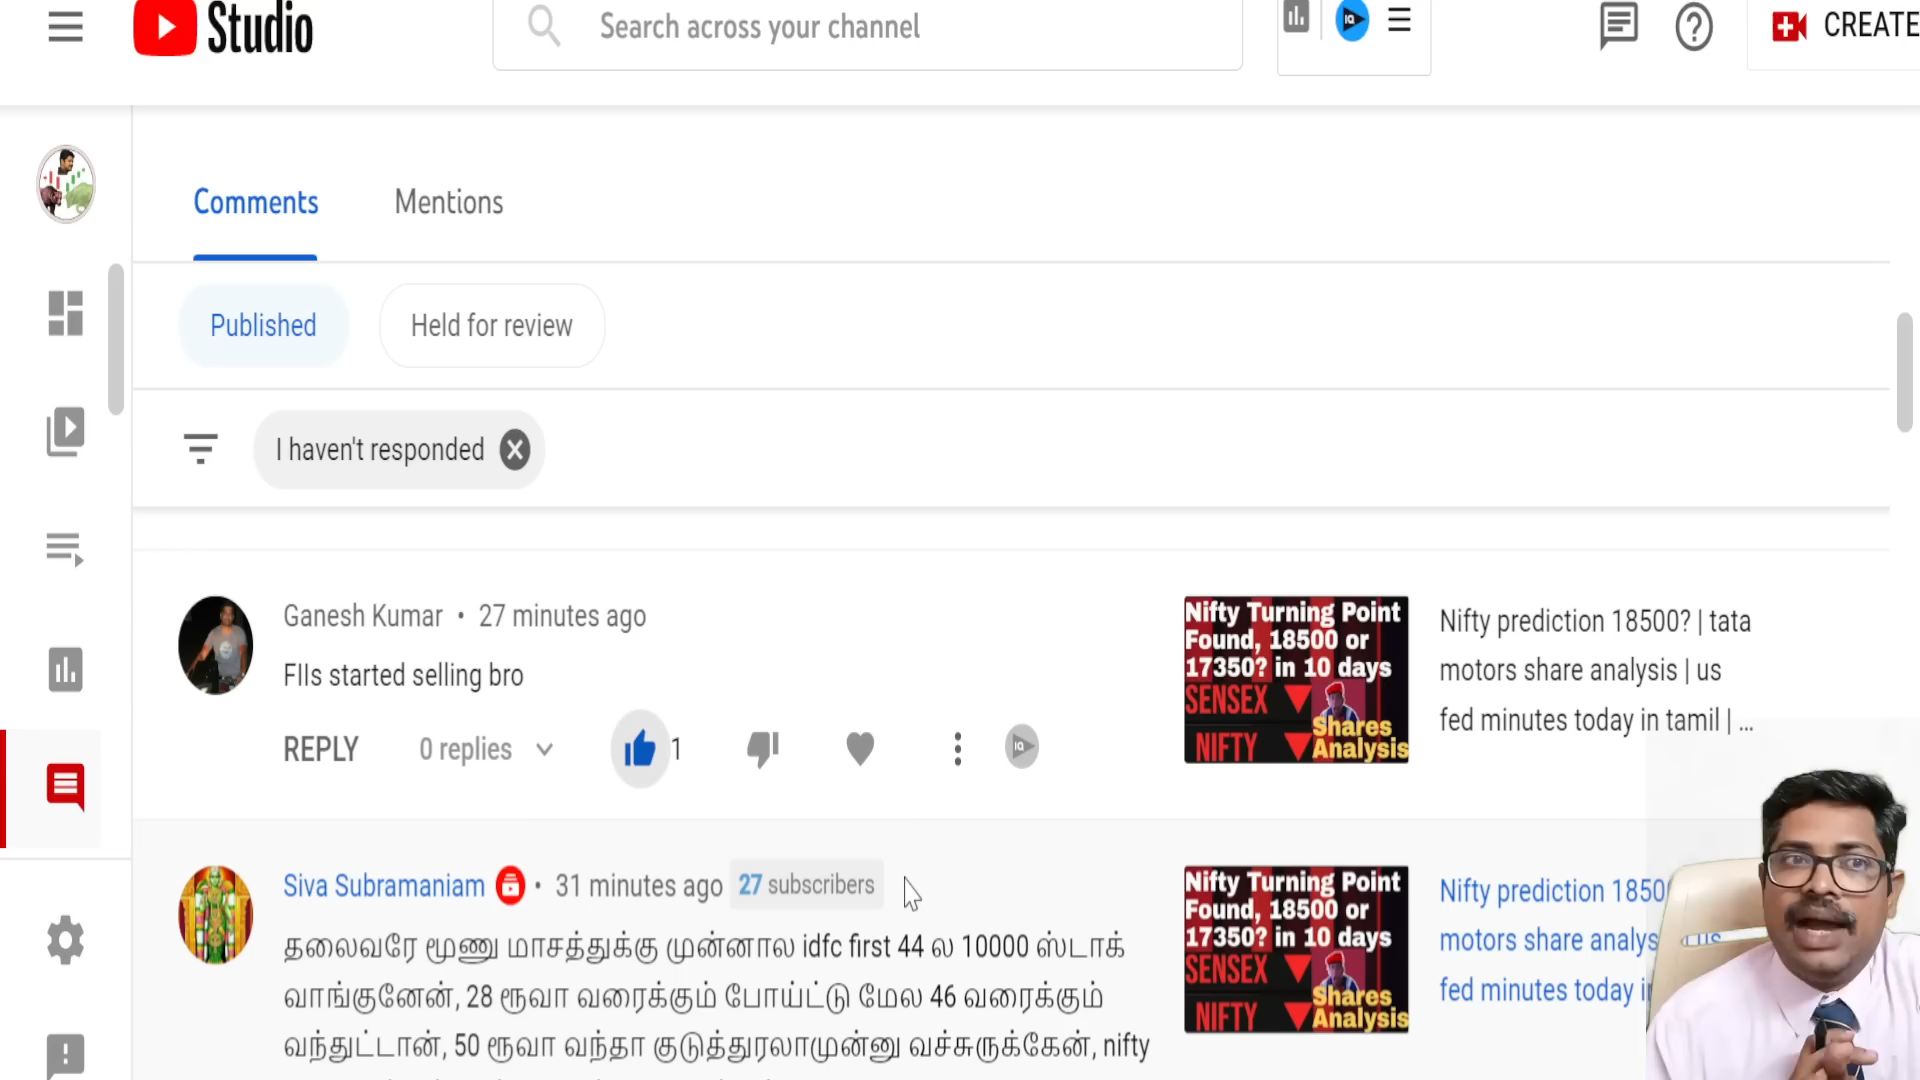 Studio
Search across your channel
CREATE
Comments
Mentions
Published
Held for review
I haven't responded
Ganesh Kumar • 27 minutes ago
FIIs started selling bro
REPLY
0 replies
1
Nifty Turning Point
Found, 18500 or
17350? in 10 days
SENSEX
Shares
NIFTY
Analysis
Nifty prediction 18500? | tata
motors share analysis | us
fed minutes today in tamil | ...
Siva Subramaniam • 31 minutes ago 27 subscribers
தலைவரே மூணு மாசத்துக்கு முன்னால idfc first 44 ல 10000 ஸ்டாக்
வாங்குனேன், 28 ரூவா வரைக்கும் போய்ட்டு மேல 46 வரைக்கும்
வந்துட்டான், 50 ரூவா வந்தா குடுத்துரலாமுன்னு வச்சுருக்கேன், nifty
Nifty Turning Point
Found, 18500 or
17350? in 10 days
SENSEX
Shares
NIFTY
Analysis
Nifty prediction 1850
motors share analys us
fed minutes today i